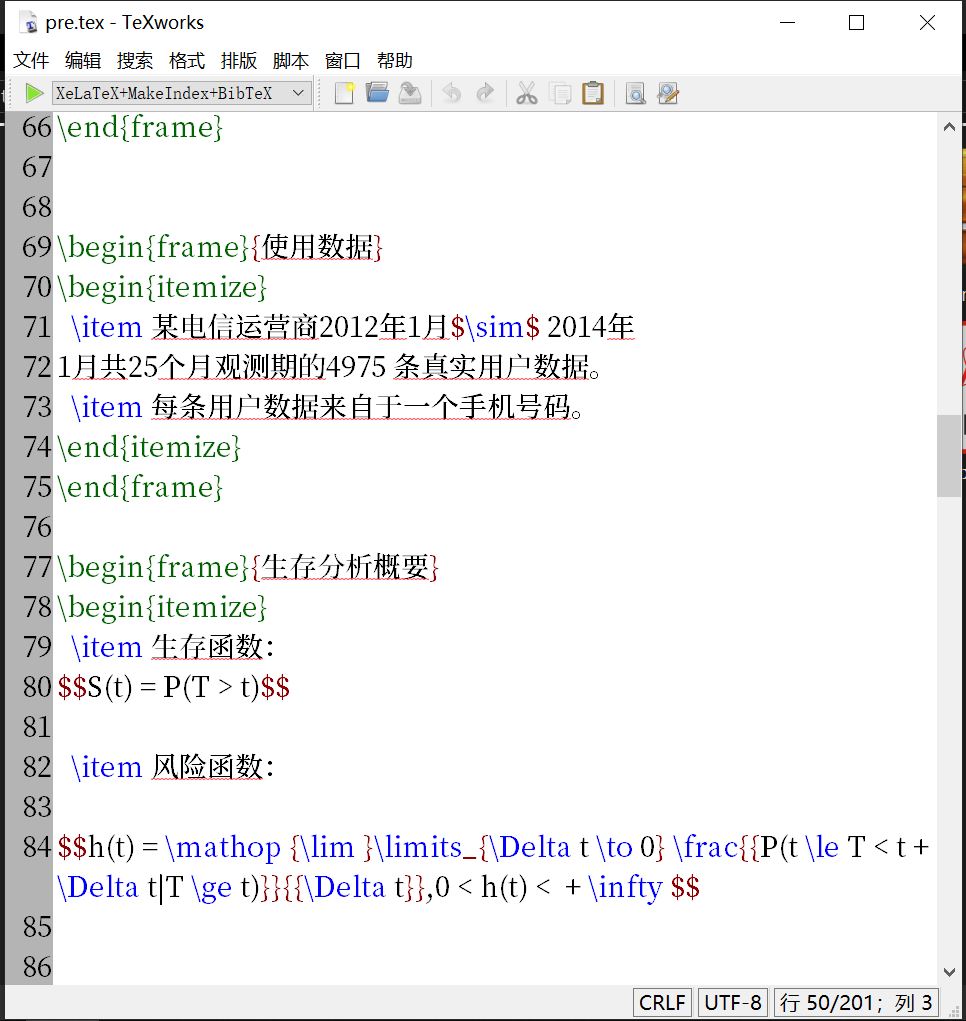 pre.tex - TeXworks
文件 编辑 搜索 格式 排版 脚本 窗口 帮助
XeLaTeX+MakeIndex+BibTeX
66 \end{frame}
67
68
69 \begin{frame}{使用数据}
70 \begin{itemize}
71 \item 某电信运营商2012年1月$\sim$ 2014年
72 1月共25个月观测期的4975 条真实用户数据。
73 \item 每条用户数据来自于一个手机号码。
74 \end{itemize}
75 \end{frame}
76
77 \begin{frame}{生存分析概要}
78 \begin{itemize}
79 \item 生存函数：
80 $$S(t) = P(T > t)$$
81
82 \item 风险函数：
83
84 $$h(t) = \mathop {\lim }\limits_{\Delta t \to 0} \frac{{P(t \le T < t +
\Delta t|T \ge t)}}{{\Delta t}},0 < h(t) < + \infty $$
85
86
CRLF UTF-8 行 50/201；列 3